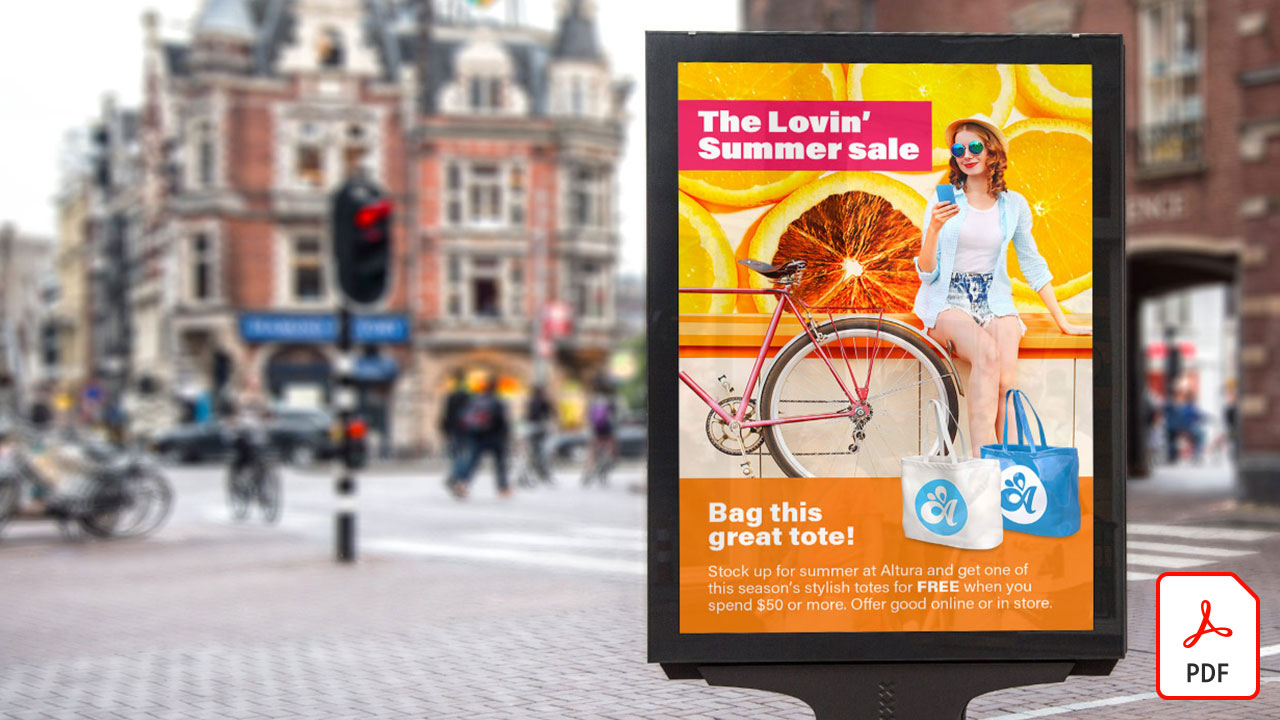 The Lovin’
Summer sale
Bag this
great tote!
Stock up for summer at Altura and get one of
this season’s stylish totes for FREE when you
spend $50 or more. Offer good online or in store.
PDF